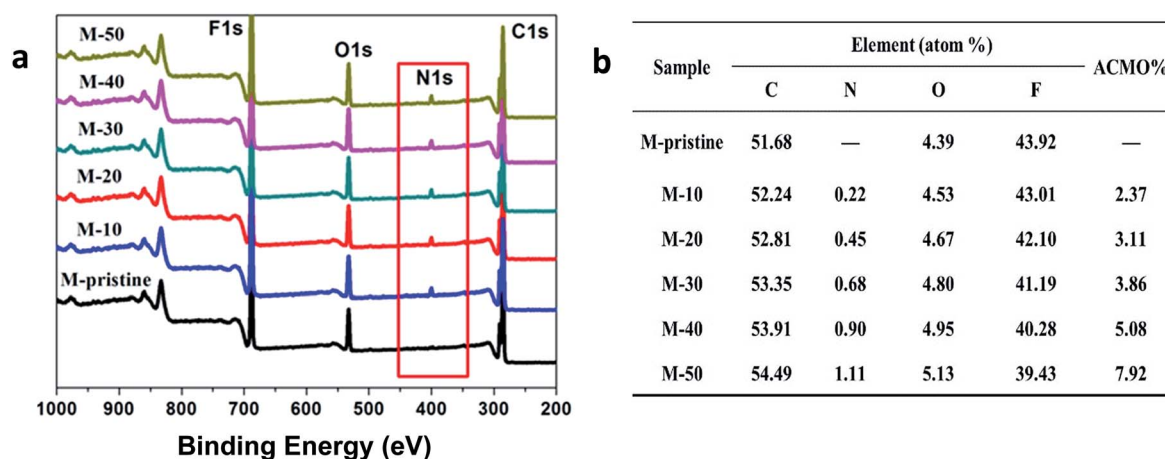 a
M-50
M-40
M-30
M-20
M-10
M-pristine
F1s
O1s
N1s
C1s
1000 900 800 700 600 500 400 300 200
Binding Energy (eV)
b
Sample Element (atom %) ACMO%
C N O F
M-pristine 51.68 — 4.39 43.92 —
M-10 52.24 0.22 4.53 43.01 2.37
M-20 52.81 0.45 4.67 42.10 3.11
M-30 53.35 0.68 4.80 41.19 3.86
M-40 53.91 0.90 4.95 40.28 5.08
M-50 54.49 1.11 5.13 39.43 7.92